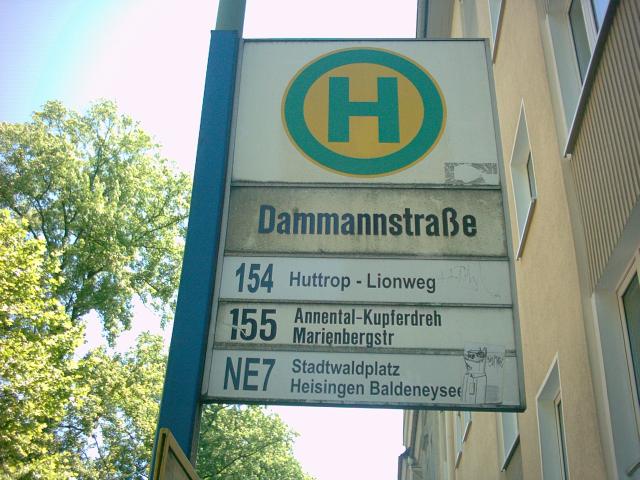 H
Dammannstraße
154 Huttrop - Lionweg
155 Annental-Kupferdreh
Marienbergstr
NE7 Stadtwaldplatz
Heisingen Baldeneysee